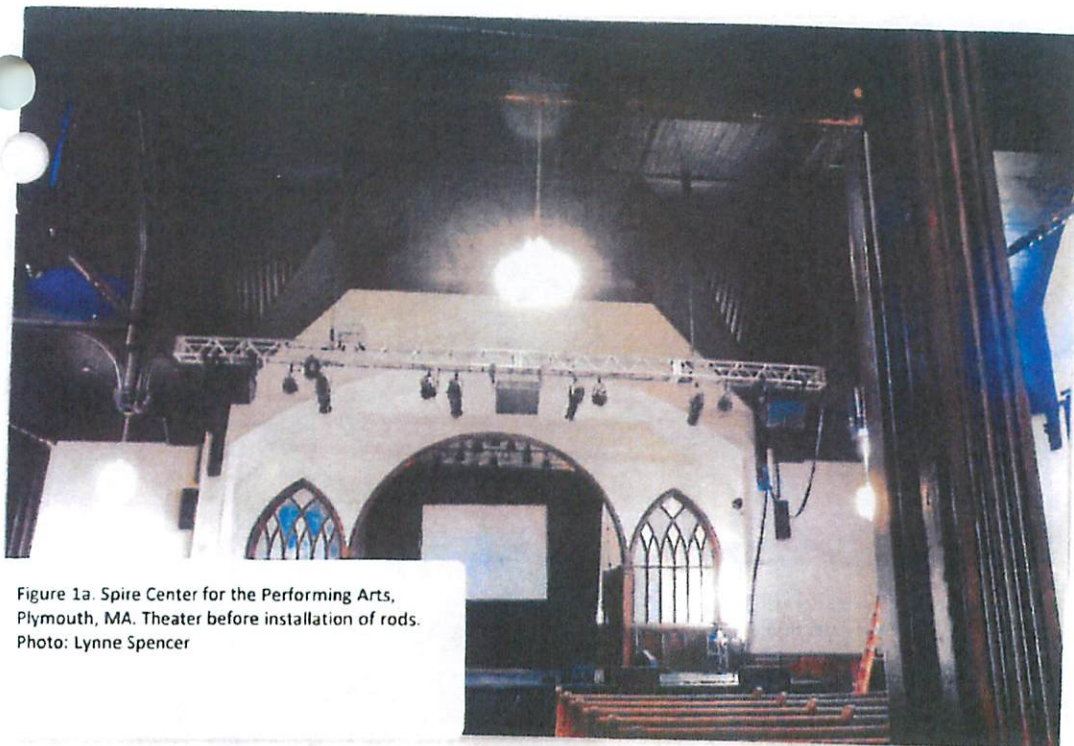 Figure 1a. Spire Center for the Performing Arts,
Plymouth, MA. Theater before installation of rods.
Photo: Lynne Spencer